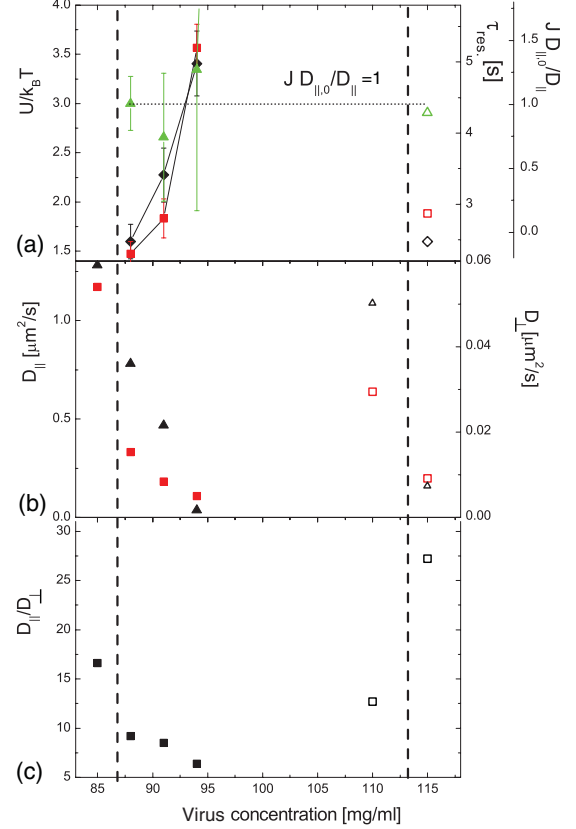 4.0
3.5
3.0
2.5
2.0
1.5
U/k_BT
J D_{||,0}/D_{||} =1
5
4
3
0.06
τ_{res.} [s]
1.5
1.0
0.5
0.0
J D_{||,0}/D_{||}
(a)
1.0
0.5
0.0
D_{||} [μm²/s]
0.04
0.02
0.00
D_⊥ [μm²/s]
(b)
30
25
20
15
10
5
D_{||}/D_⊥
(c)
85 90 95 100 105 110 115
Virus concentration [mg/ml]